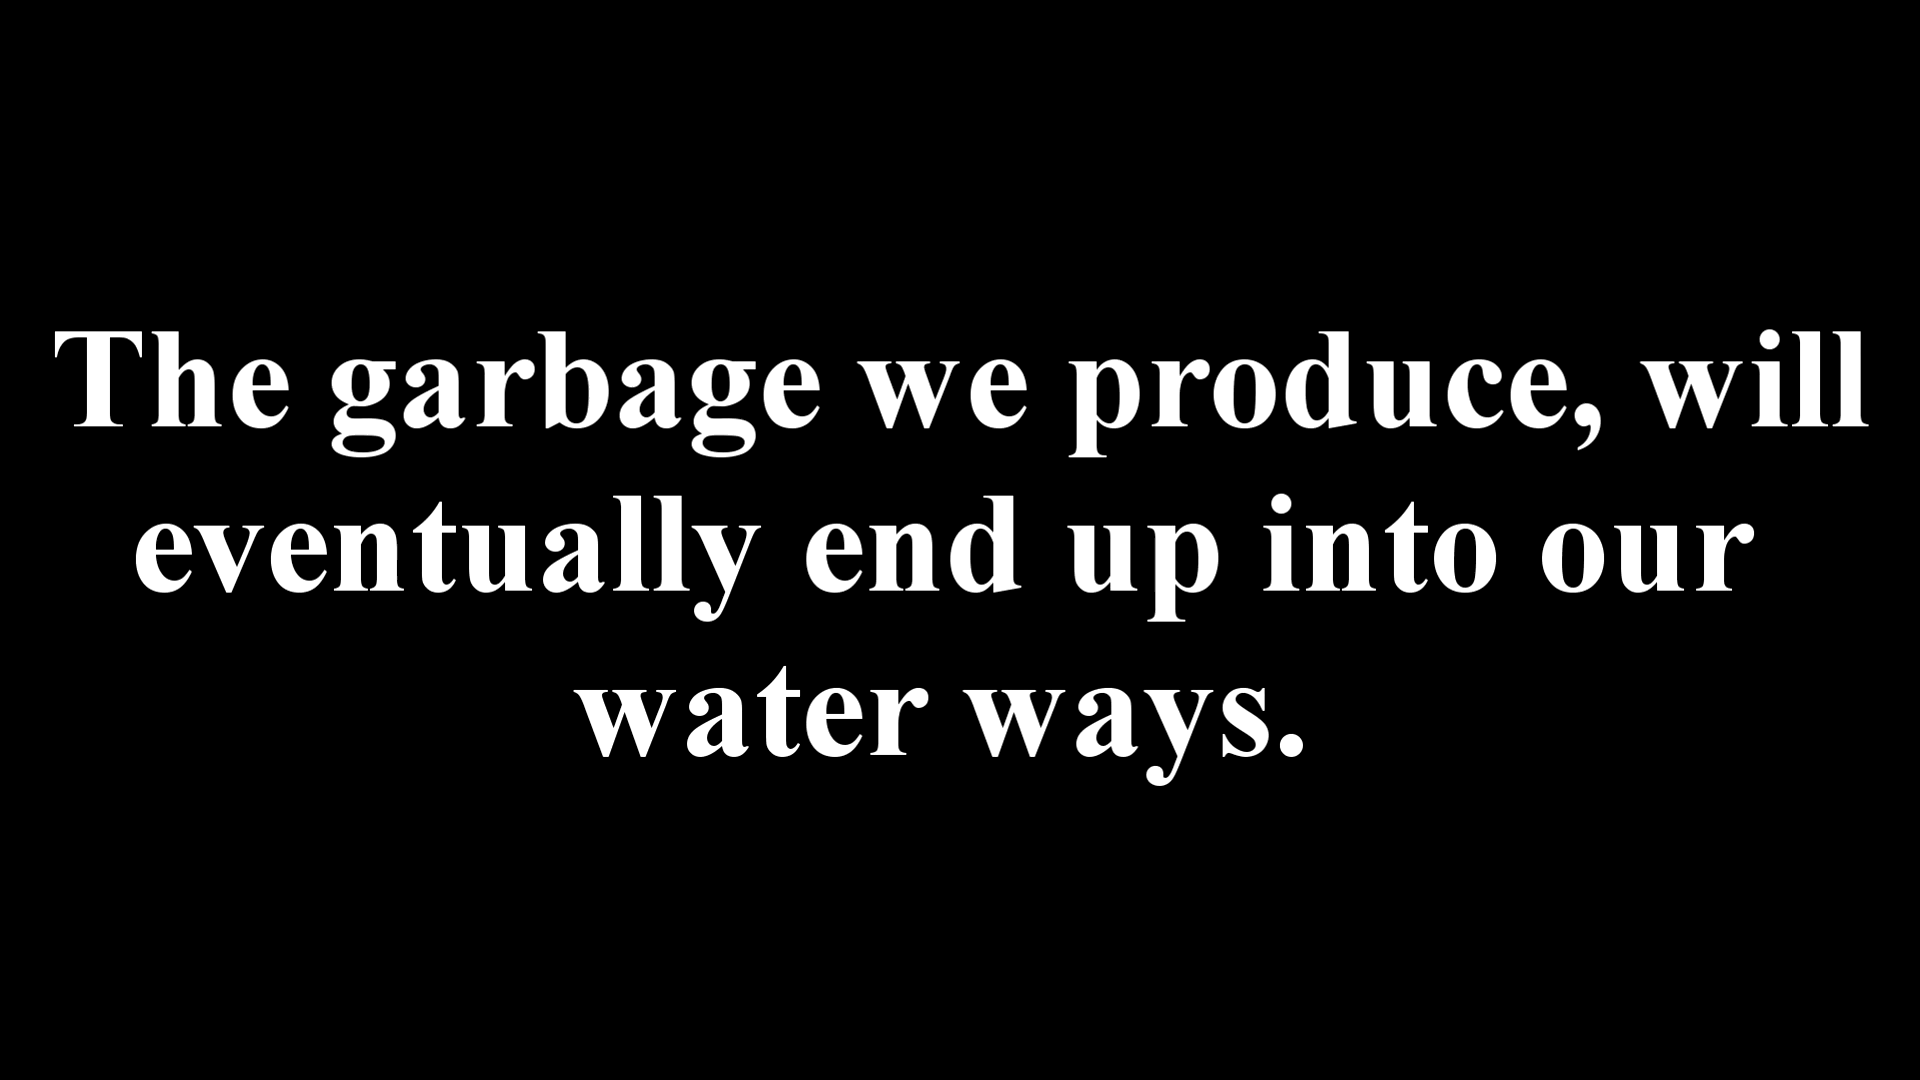 The garbage we produce, will
eventually end up into our
water ways.